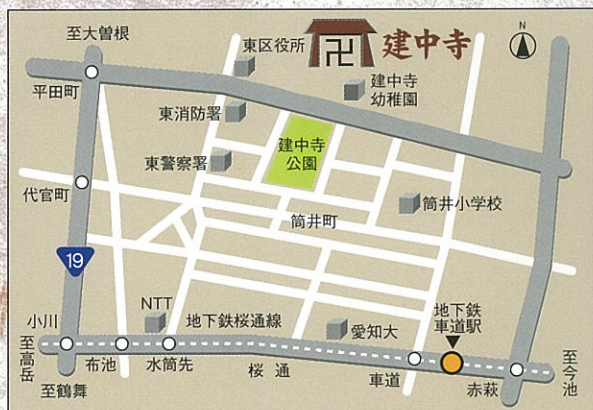 至大曽根
東区役所
卍
建中寺
N
平田町
建中寺
幼稚園
東消防署
建中寺
公園
東警察署
代官町
筒井小学校
筒井町
19
NTT
地下鉄桜通線
地下鉄
車道駅
小川
愛知大
至高岳
布池
水筒先
桜通
車道
赤萩
至今池
至鶴舞